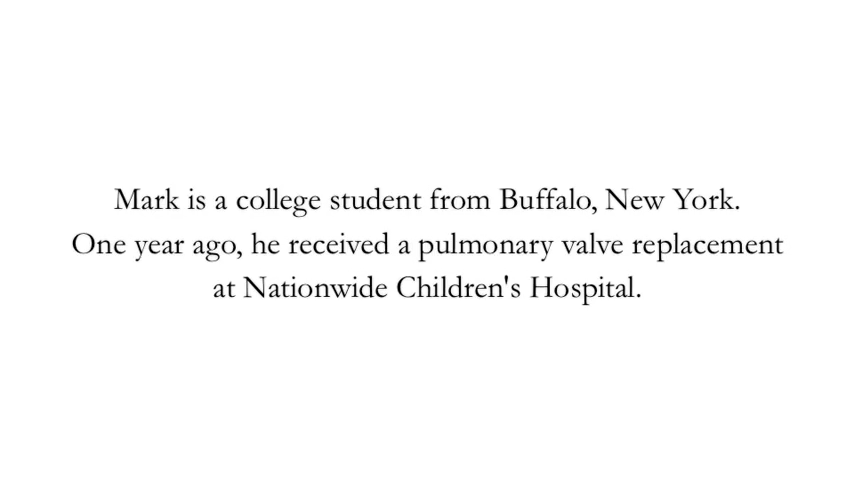 Mark is a college student from Buffalo, New York.
One year ago, he received a pulmonary valve replacement
at Nationwide Children's Hospital.